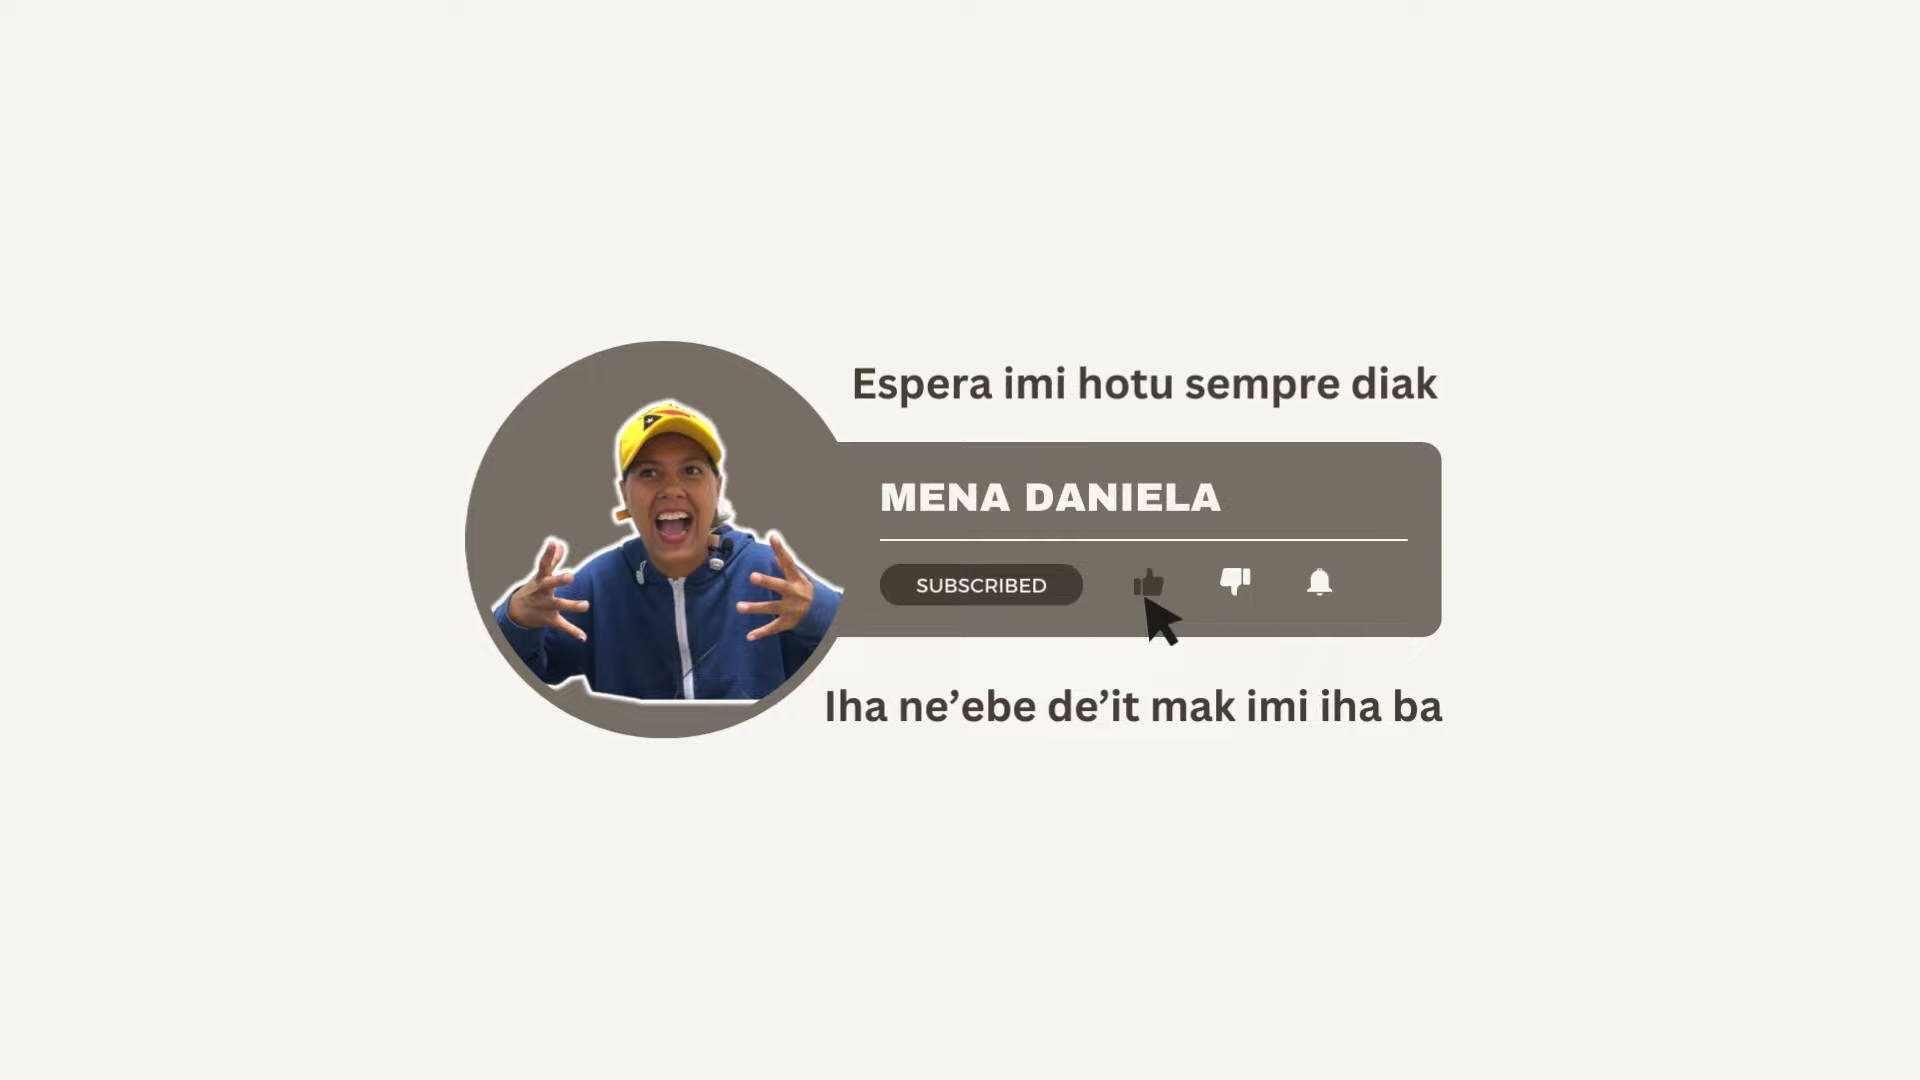 Espera imi hotu sempre diak
MENA DANIELA
SUBSCRIBED
Iha ne’ebe de’it mak imi iha ba